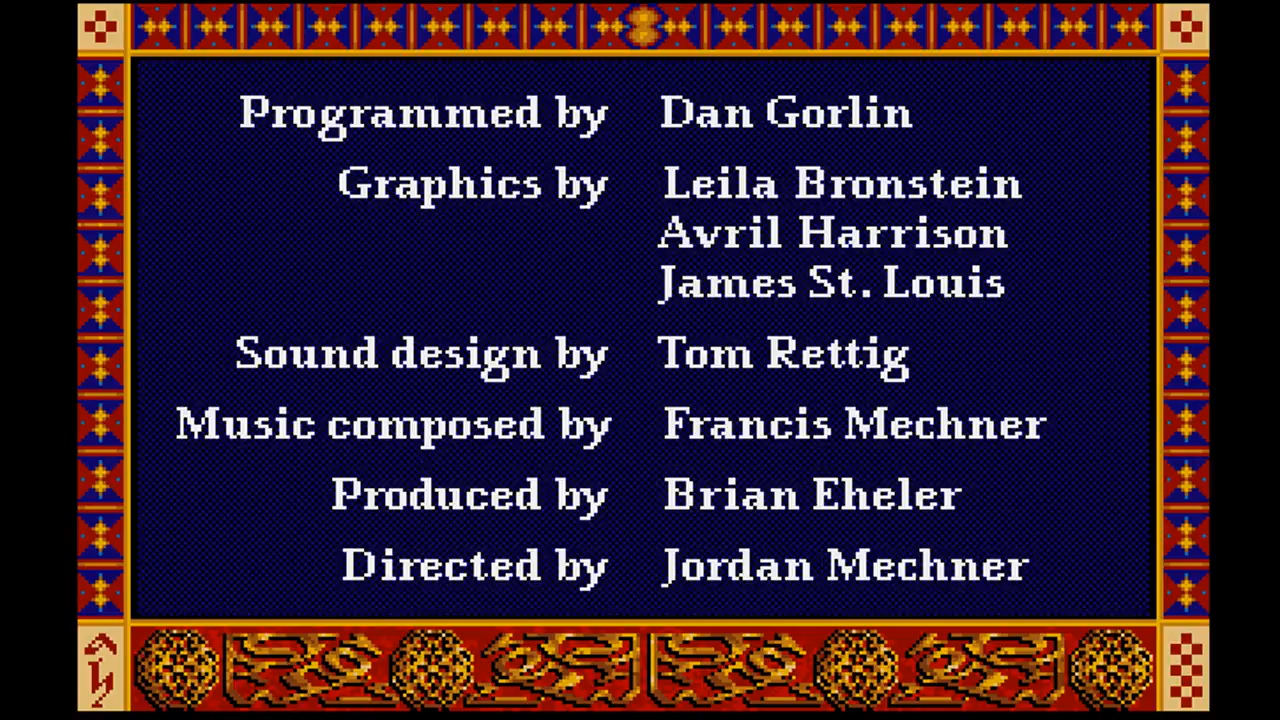 Programmed by Dan Gorlin
Graphics by Leila Bronstein
Avril Harrison
James St. Louis
Sound design by Tom Rettig
Music composed by Francis Mechner
Produced by Brian Eheler
Directed by Jordan Mechner